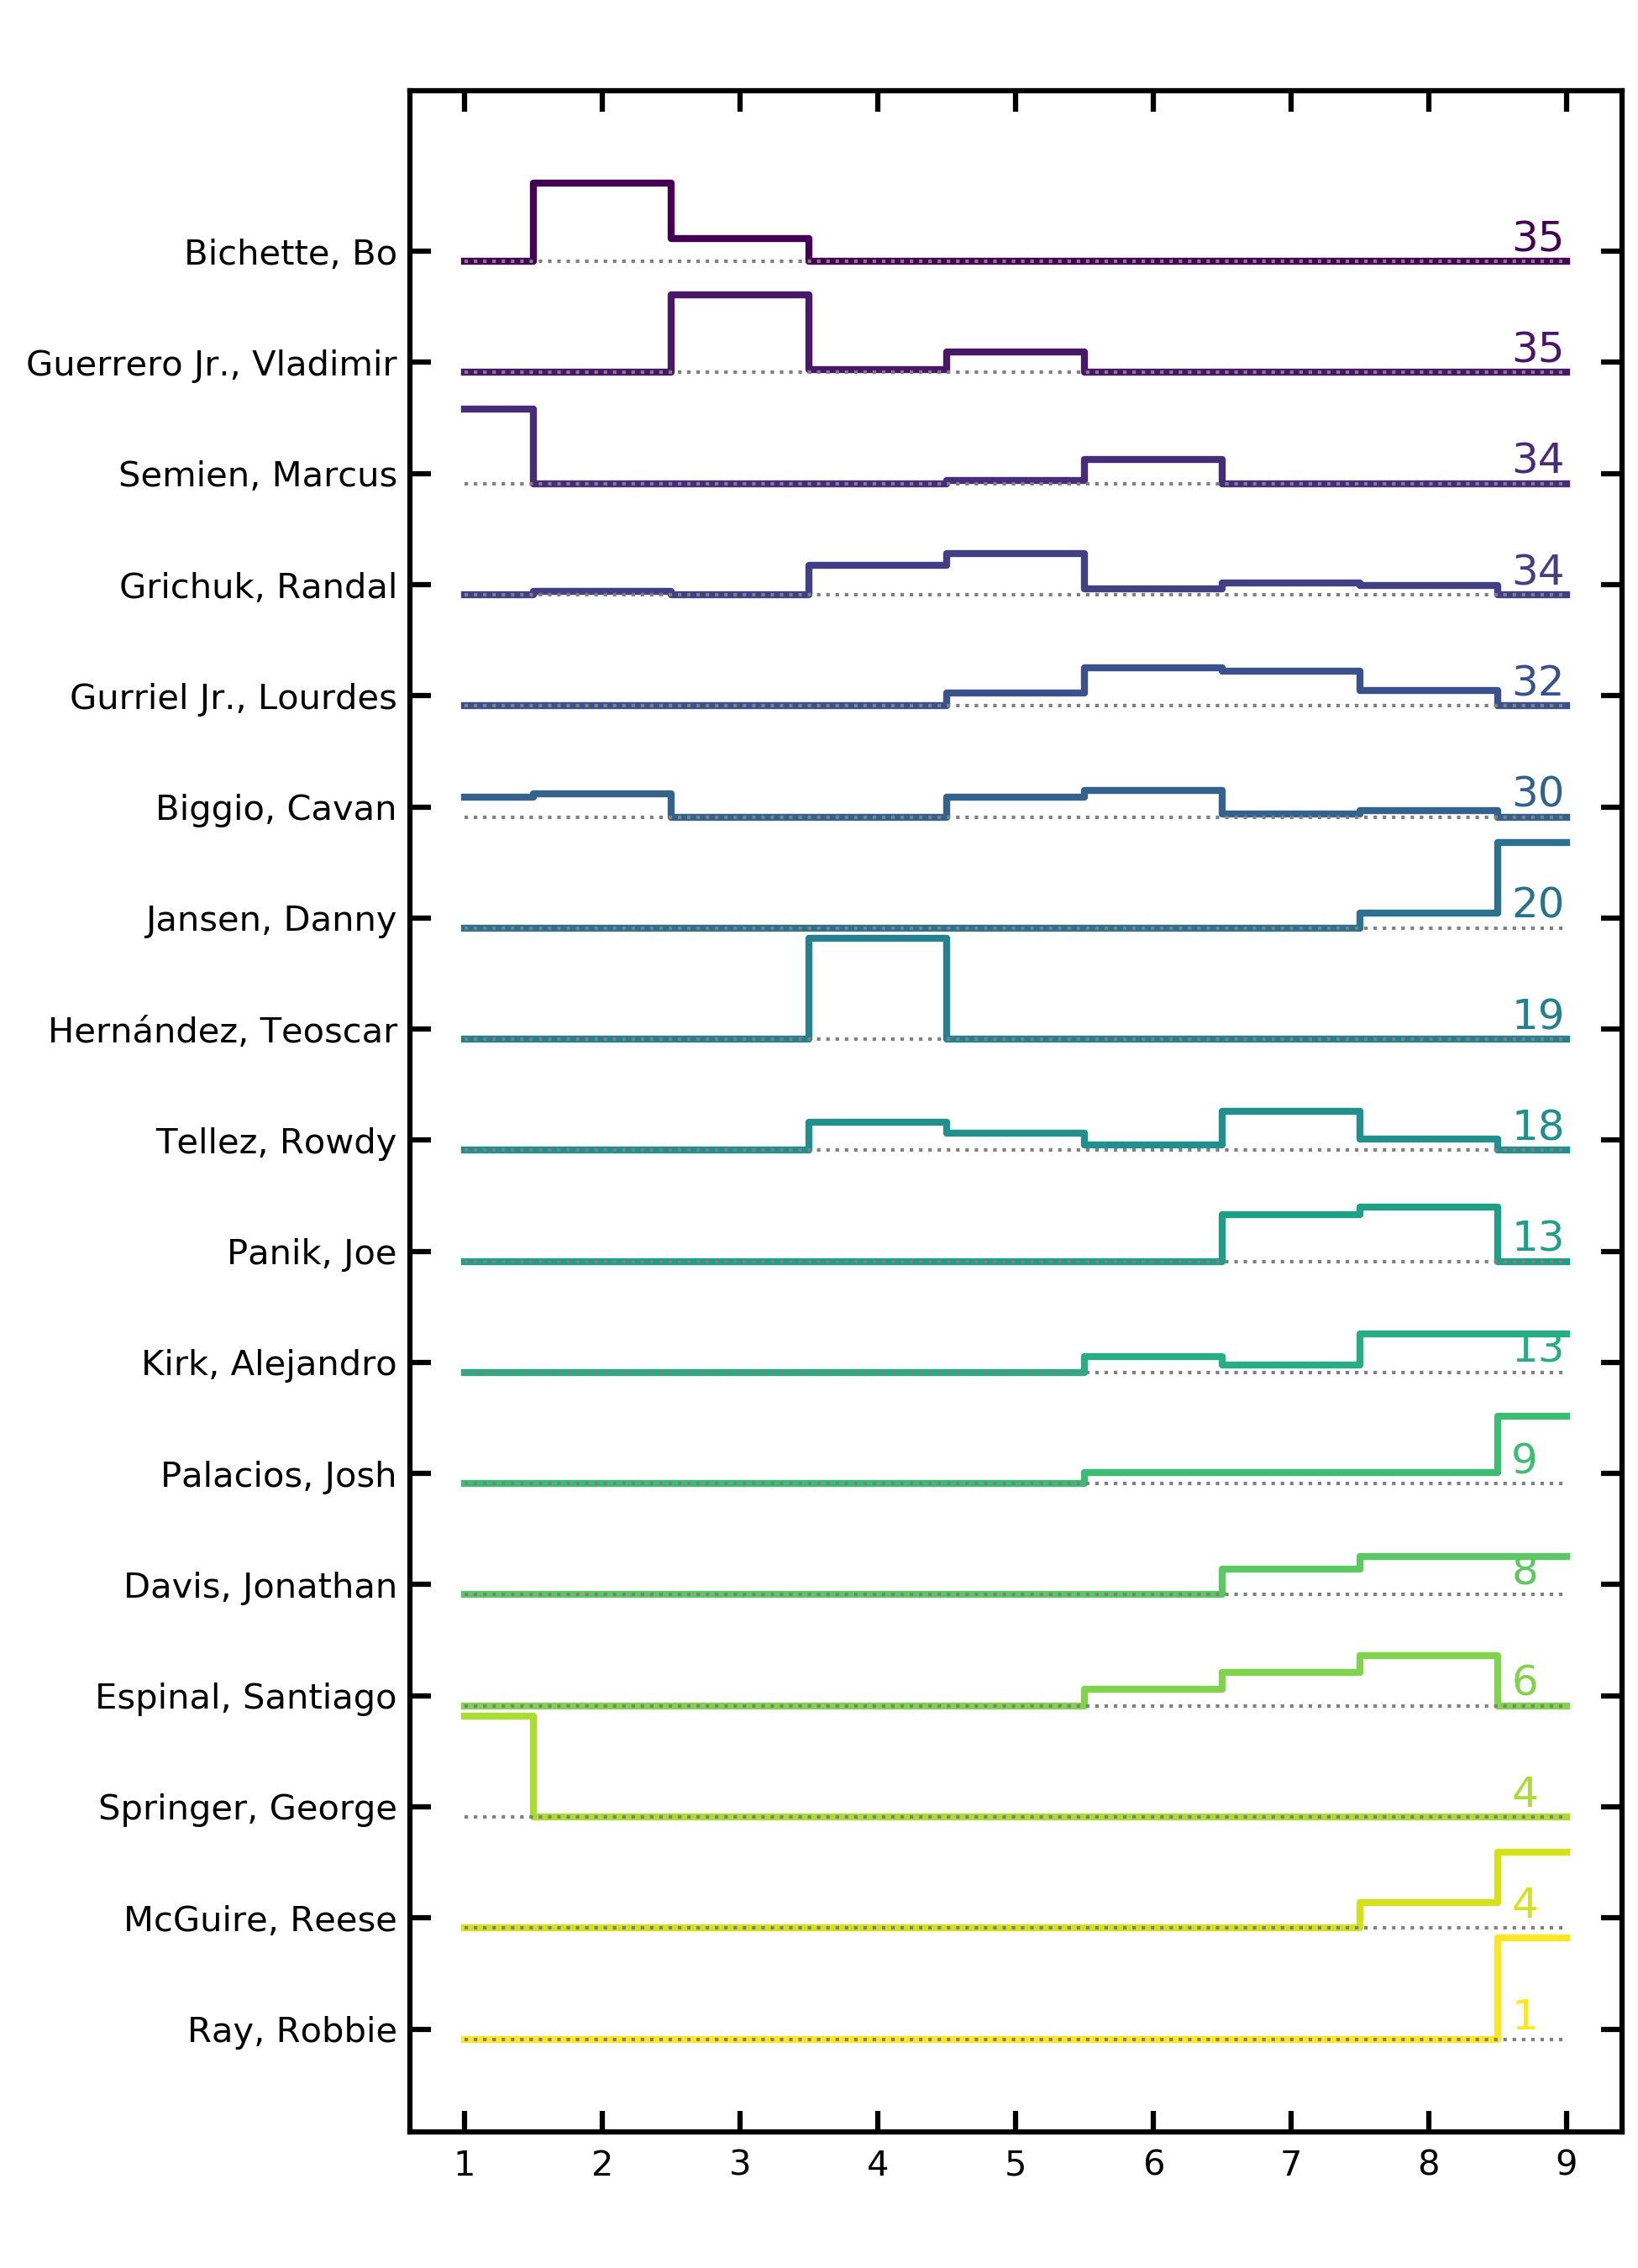 Bichette, Bo 35
Guerrero Jr., Vladimir 35
Semien, Marcus 34
Grichuk, Randal 34
Gurriel Jr., Lourdes 32
Biggio, Cavan 30
Jansen, Danny 20
Hernández, Teoscar 19
Tellez, Rowdy 18
Panik, Joe 13
Kirk, Alejandro 13
Palacios, Josh 9
Davis, Jonathan 8
Espinal, Santiago 6
Springer, George 4
McGuire, Reese 4
Ray, Robbie 1
1 2 3 4 5 6 7 8 9